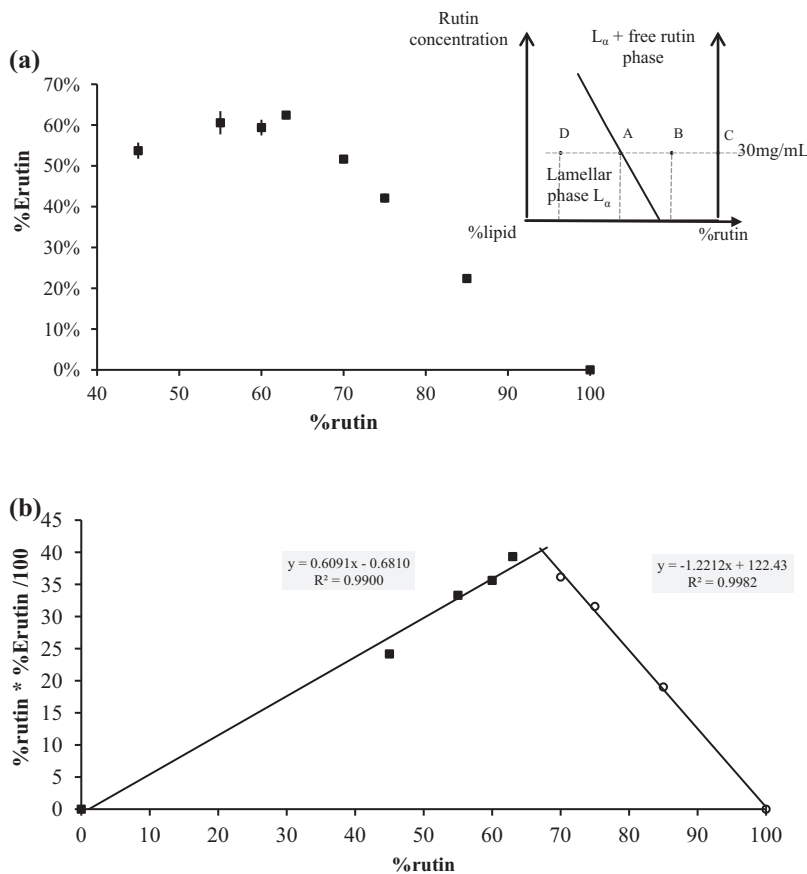 (a)
Rutin
concentration
Lα + free rutin
phase
D
A
B
C
30mg/mL
Lamellar
phase Lα
%lipid
%rutin
70%
60%
50%
40%
30%
20%
10%
0%
%Erutin
40 50 60 70 80 90 100
%rutin
(b)
45
40
35
30
25
20
15
10
5
0
%rutin * %Erutin /100
y = 0.6091x - 0.6810
R² = 0.9900
y = -1.2212x + 122.43
R² = 0.9982
0 10 20 30 40 50 60 70 80 90 100
%rutin